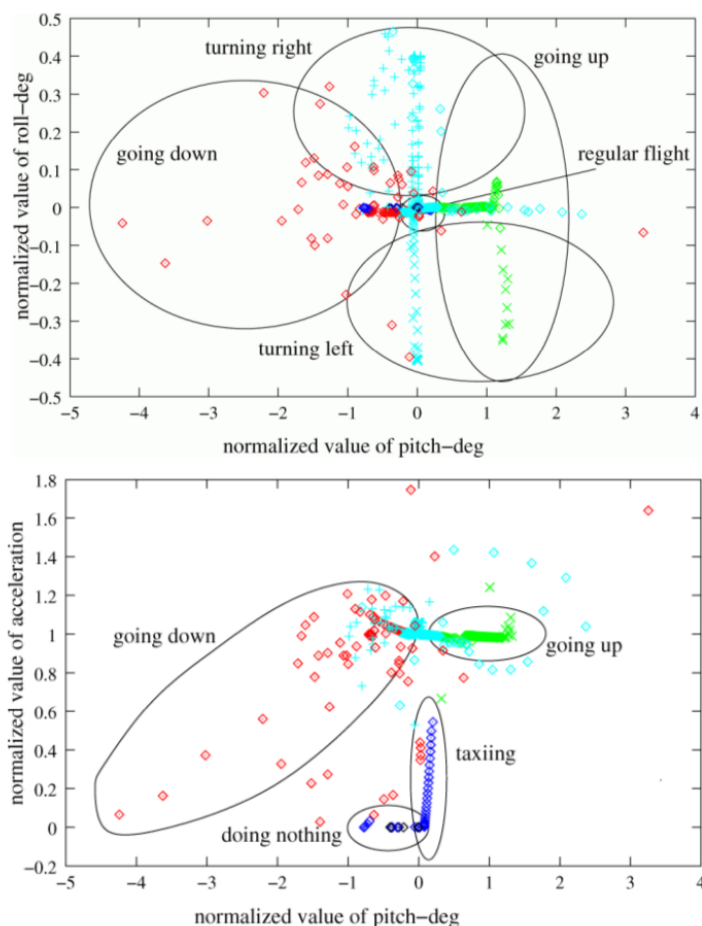 0.5
0.4
0.3
0.2
0.1
0
−0.1
−0.2
−0.3
−0.4
−0.5
normalized value of roll−deg
turning right
going up
going down
regular flight
turning left
−5 −4 −3 −2 −1 0 1 2 3 4
normalized value of pitch−deg
1.8
1.6
1.4
1.2
1
0.8
0.6
0.4
0.2
0
−0.2
normalized value of acceleration
going down
going up
taxiing
doing nothing
−5 −4 −3 −2 −1 0 1 2 3 4
normalized value of pitch−deg